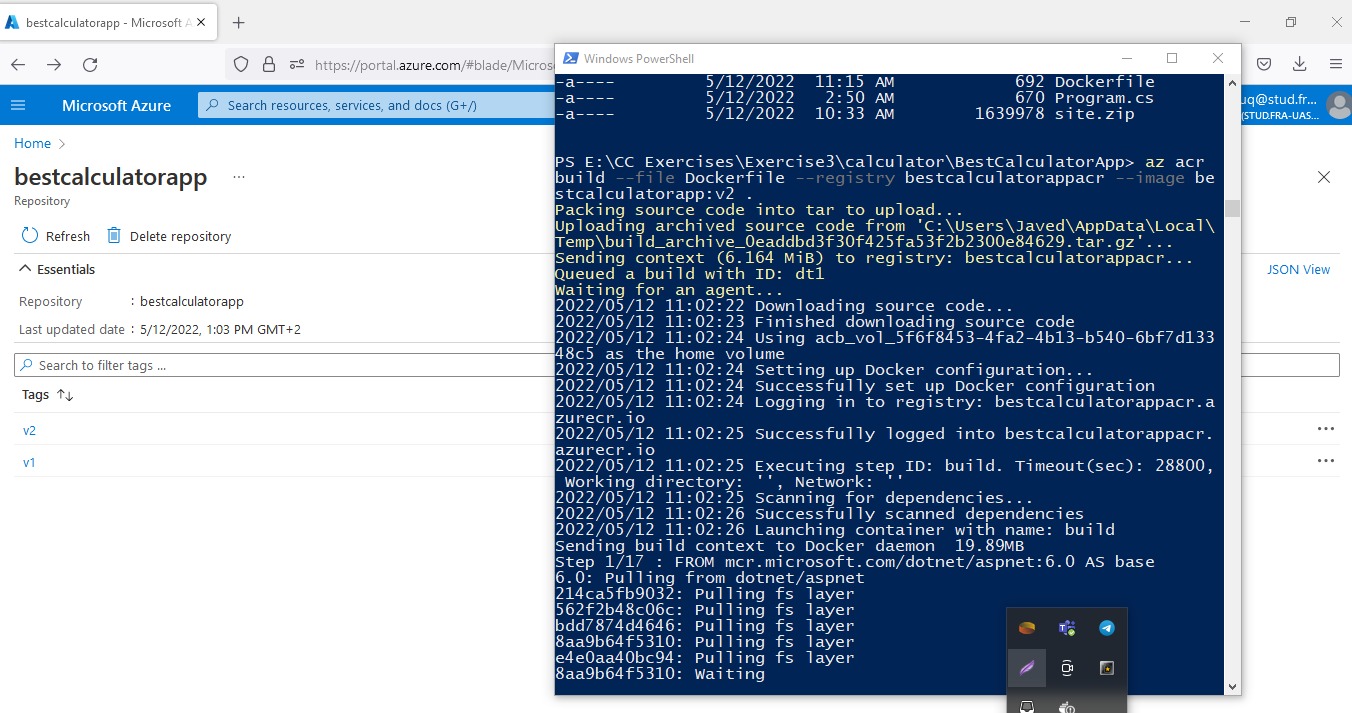 bestcalculatorapp - Microsoft A
https://portal.azure.com/#blade/Micros
Microsoft Azure
Search resources, services, and docs (G+/)
uq@stud.fr...
(STUD.FRA-UAS...
Home
bestcalculatorapp
Repository
Refresh
Delete repository
Essentials
JSON View
Repository : bestcalculatorapp
Last updated date : 5/12/2022, 1:03 PM GMT+2
Search to filter tags ...
Tags
v2
v1
Windows PowerShell
-a---- 5/12/2022 11:15 AM 692 Dockerfile
-a---- 5/12/2022 2:50 AM 670 Program.cs
-a---- 5/12/2022 10:33 AM 1639978 site.zip
PS E:\CC Exercises\Exercise3\calculator\BestCalculatorApp> az acr
build --file Dockerfile --registry bestcalculatorappacr --image be
stcalculatorapp:v2 .
Packing source code into tar to upload...
Uploading archived source code from 'C:\Users\Javed\AppData\Local\
Temp\build_archive_0eaddbd3f30f425fa53f2b2300e84629.tar.gz'...
Sending context (6.164 MiB) to registry: bestcalculatorappacr...
Queued a build with ID: dt1
Waiting for an agent...
2022/05/12 11:02:22 Downloading source code...
2022/05/12 11:02:23 Finished downloading source code
2022/05/12 11:02:24 Using acb_vol_5f6f8453-4fa2-4b13-b540-6bf7d133
48c5 as the home volume
2022/05/12 11:02:24 Setting up Docker configuration...
2022/05/12 11:02:24 Successfully set up Docker configuration
2022/05/12 11:02:24 Logging in to registry: bestcalculatorappacr.a
zurecr.io
2022/05/12 11:02:25 Successfully logged into bestcalculatorappacr.
azurecr.io
2022/05/12 11:02:25 Executing step ID: build. Timeout(sec): 28800,
Working directory: '', Network: ''
2022/05/12 11:02:25 Scanning for dependencies...
2022/05/12 11:02:26 Successfully scanned dependencies
2022/05/12 11:02:26 Launching container with name: build
Sending build context to Docker daemon 19.89MB
Step 1/17 : FROM mcr.microsoft.com/dotnet/aspnet:6.0 AS base
6.0: Pulling from dotnet/aspnet
214ca5fb9032: Pulling fs layer
562f2b48c06c: Pulling fs layer
bdd7874d4646: Pulling fs layer
8aa9b64f5310: Pulling fs layer
e4e0aa40bc94: Pulling fs layer
8aa9b64f5310: Waiting